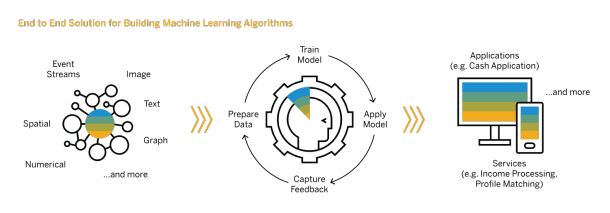 End to End Solution for Building Machine Learning Algorithms
Event
Streams
Image
Text
Spatial
Graph
Numerical
...and more
Train
Model
Prepare
Data
Apply
Model
Capture
Feedback
Applications
(e.g. Cash Application)
...and more
Services
(e.g. Income Processing,
Profile Matching)